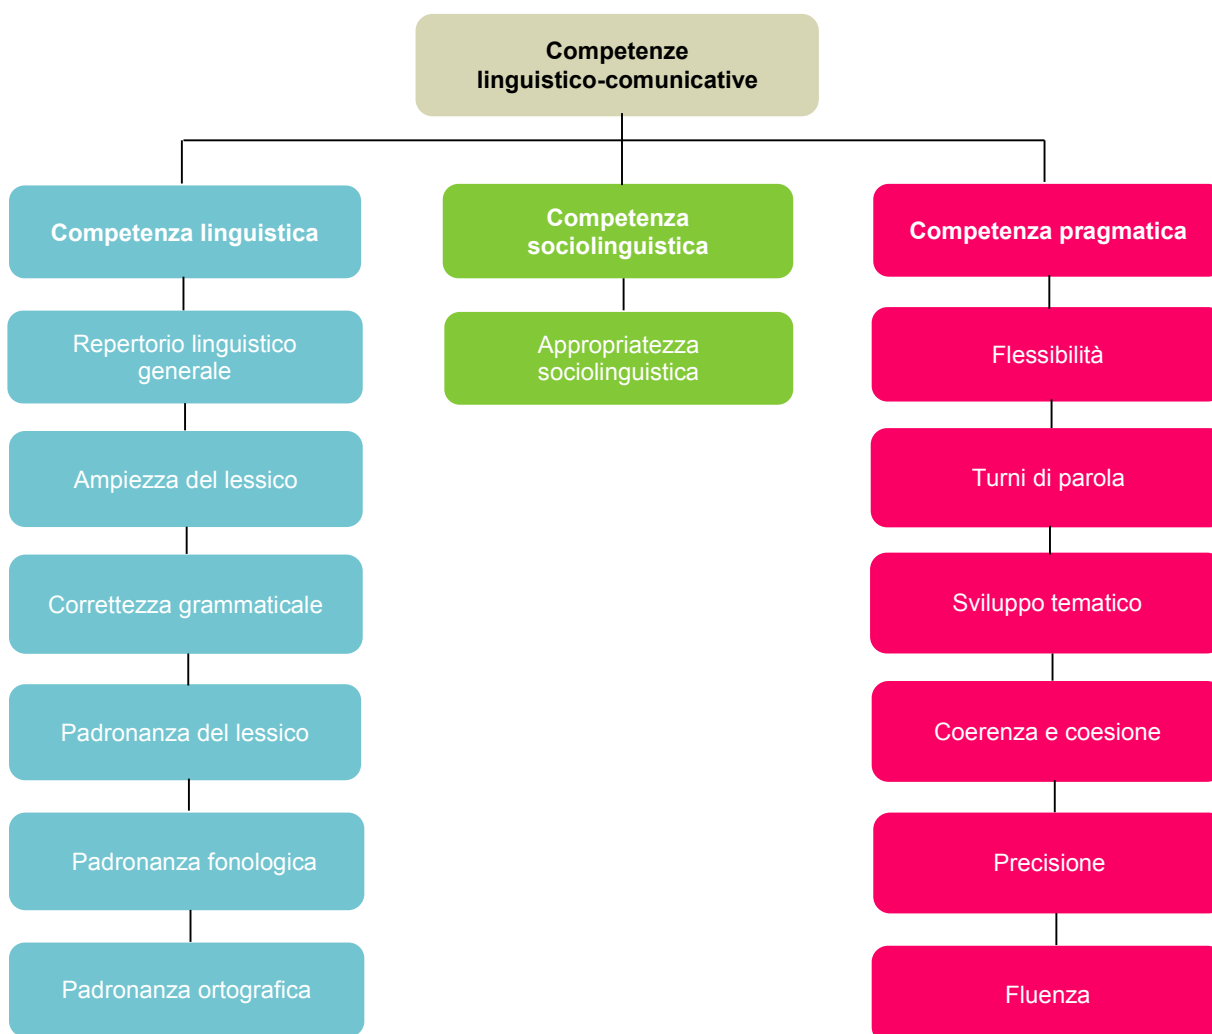 Competenze
linguistico-comunicative
Competenza linguistica
Competenza
sociolinguistica
Competenza pragmatica
Repertorio linguistico
generale
Appropriatezza
sociolinguistica
Flessibilità
Ampiezza del lessico
Turni di parola
Correttezza grammaticale
Sviluppo tematico
Padronanza del lessico
Coerenza e coesione
Padronanza fonologica
Precisione
Padronanza ortografica
Fluenza